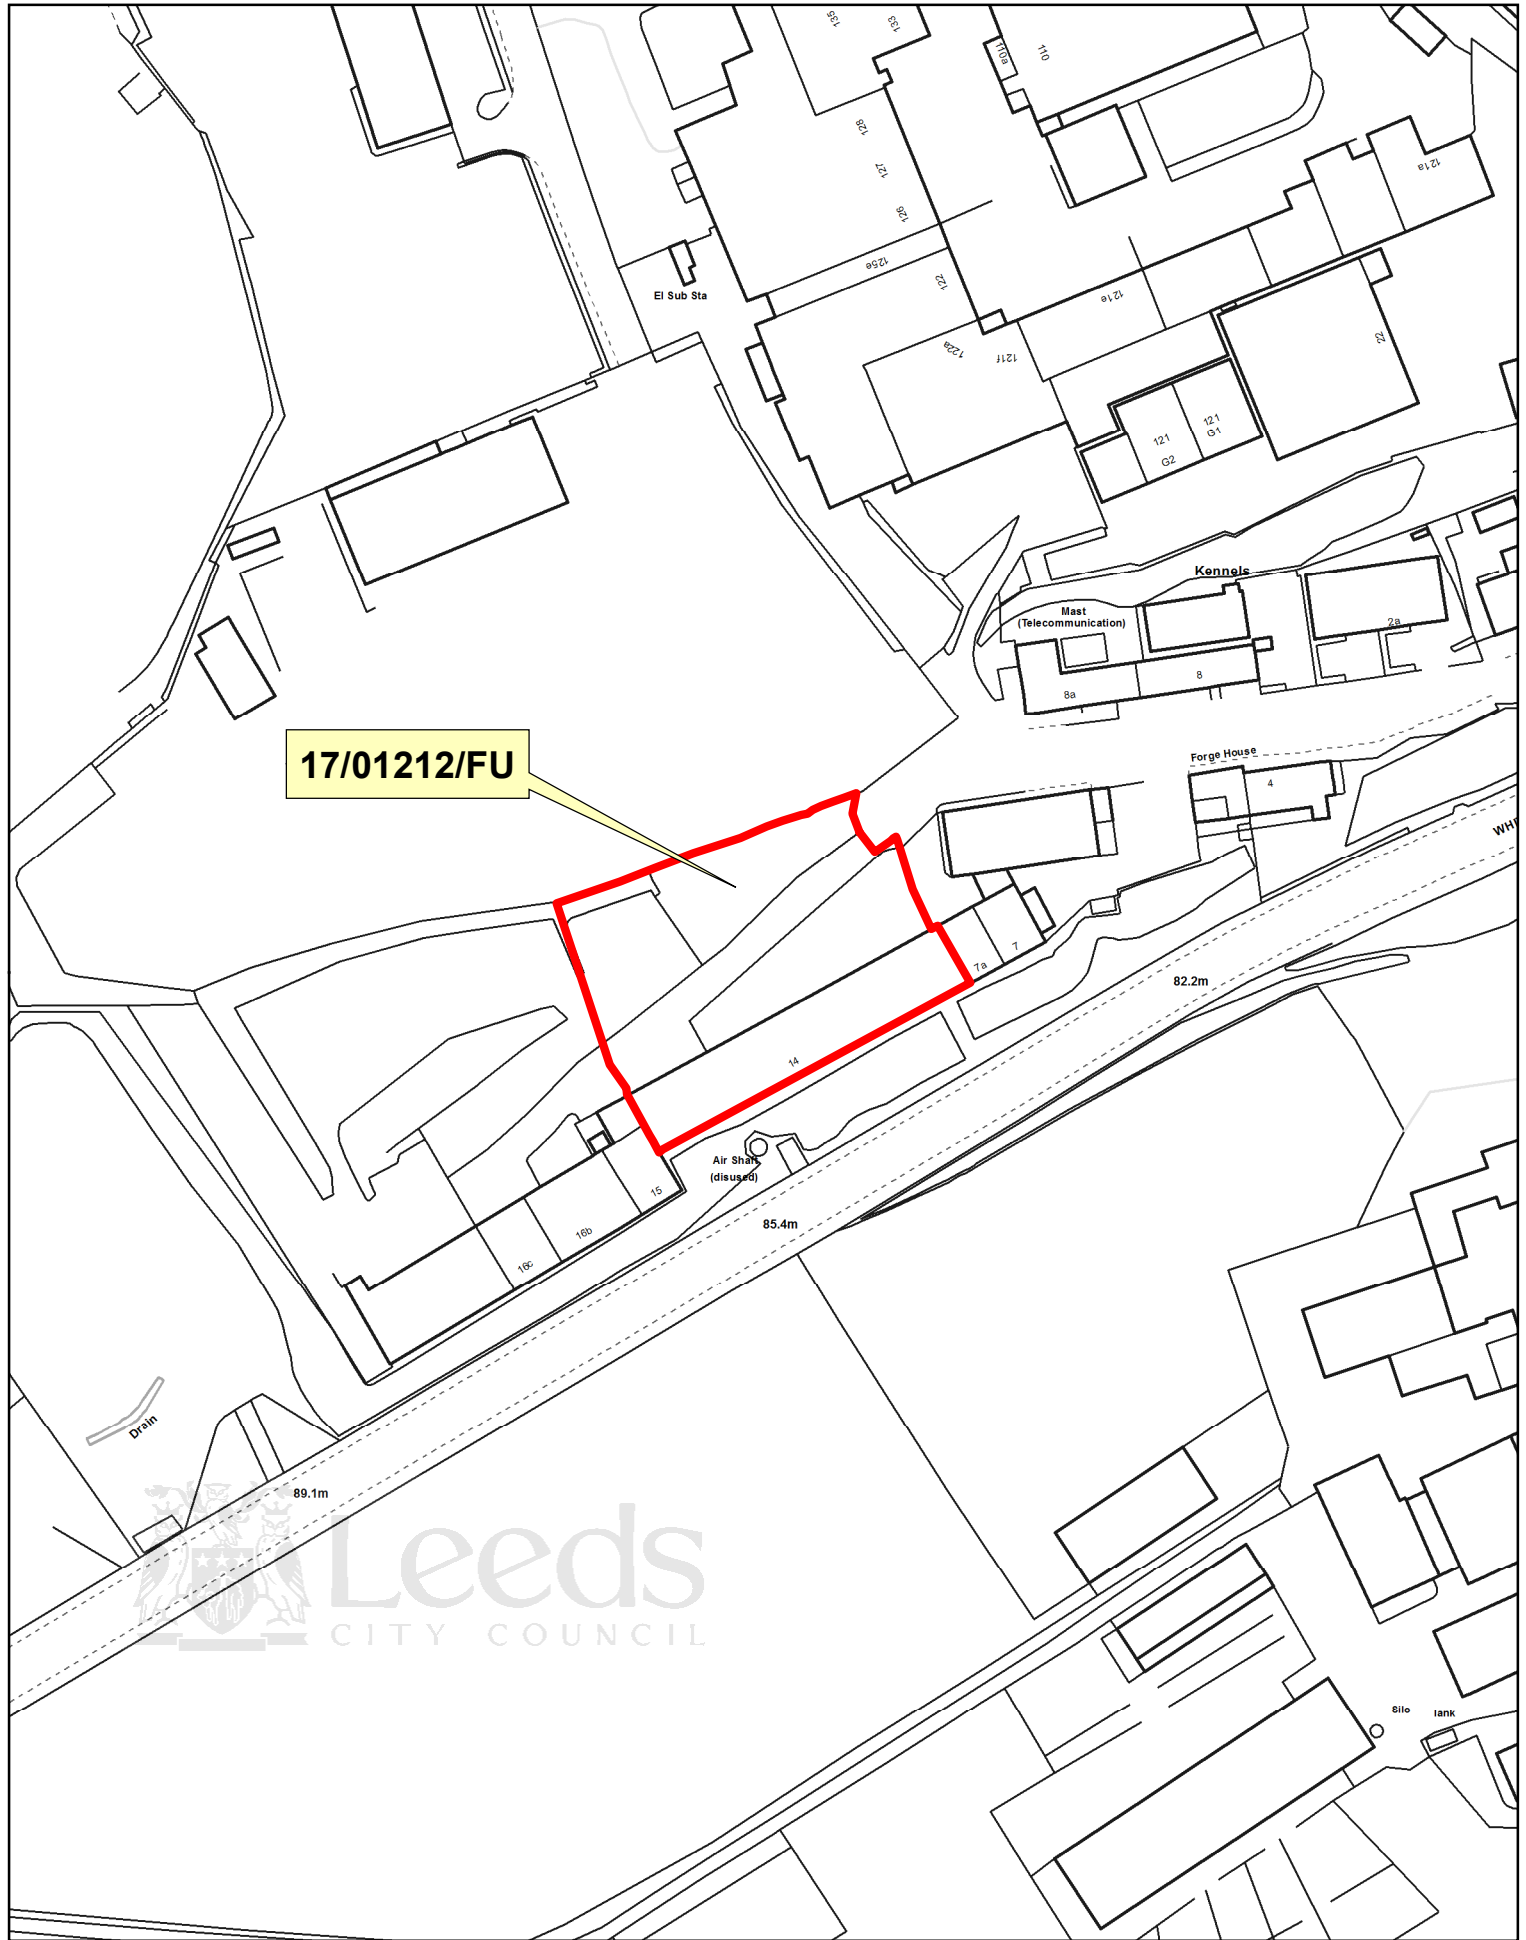 135
133
110a
110
128
127
126
121a
125e
122
El Sub Sta
121e
122a
121f
22
121
G1
121
G2
Kennels
Mast
(Telecommunication)
2a
8
8a
17/01212/FU
Forge House
4
7
7a
82.2m
14
Air Shaft
(disused)
15
85.4m
16b
16c
Drain
89.1m
Leeds
CITY COUNCIL
Silo